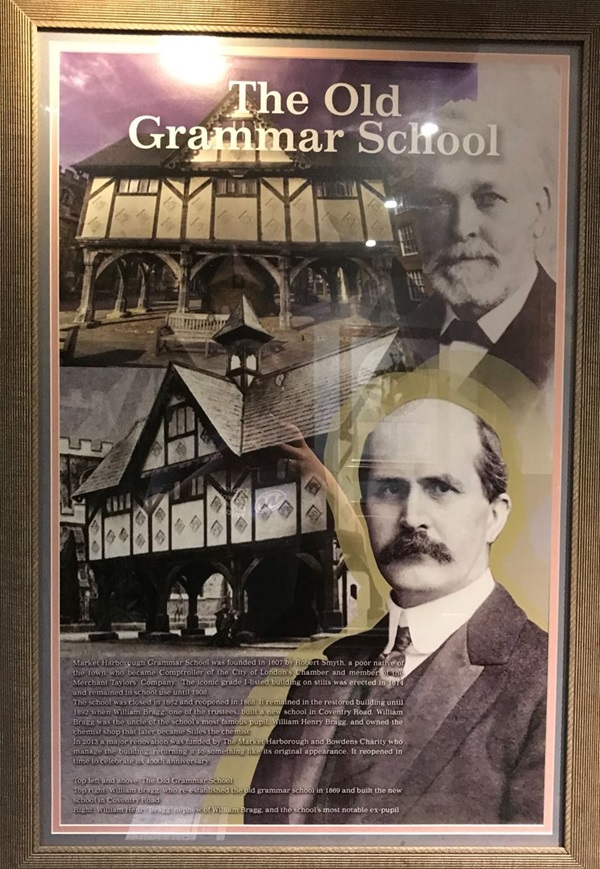 The Old
Grammar School
Market Harborough Grammar School was founded in 1607 by Robert Smyth, a poor native of
the town who became Comptroller of the City of London's Chamber and member of the
Merchant Taylors' Company. The iconic grade I-listed building on stilts was erected in 1614
and remained in school use until 1908.
The school was closed in 1862 and reopened in 1868. It remained in the restored building until
1892 when William Bragg, one of the trustees, built a new school in Coventry Road. William
Bragg was the uncle of the school's most famous pupil, William Henry Bragg, and owned the
chemist shop that later became Stiles the chemist.
In 2013 a major renovation was funded by The Market Harborough and Bowdens Charity who
manage the building, returning it to something like its original appearance. It reopened in
time to celebrate its 400th anniversary.
Top left and above: The Old Grammar School
Top right: William Bragg, who re-established the old grammar school in 1869 and built the new
school in Coventry Road
Right: William Henry Bragg, nephew of William Bragg, and the school's most notable ex-pupil